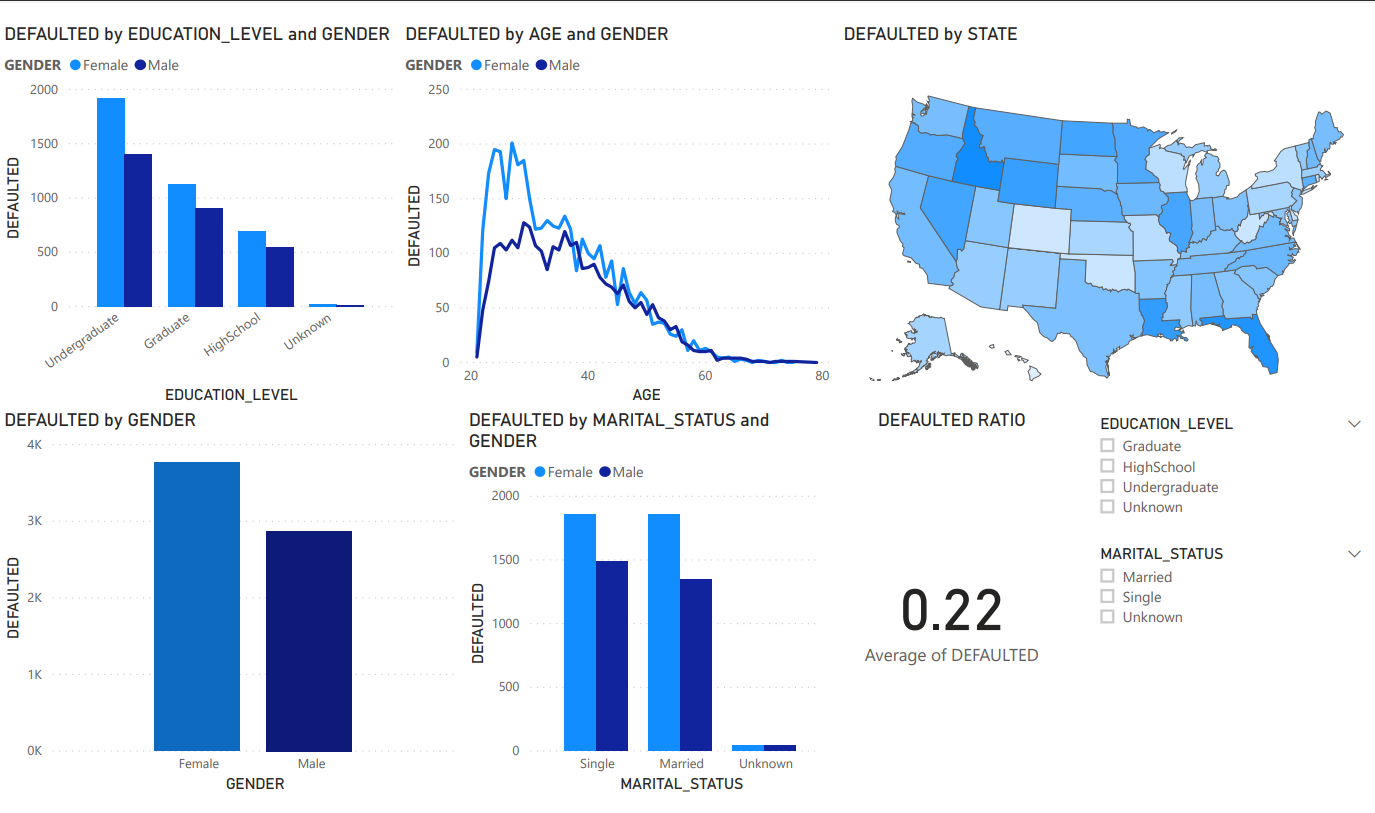 DEFAULTED by EDUCATION_LEVEL and GENDER
GENDER Female Male
2000
1500
1000
500
0
DEFAULTED
Undergraduate
Graduate
HighSchool
Unknown
EDUCATION_LEVEL
DEFAULTED by AGE and GENDER
GENDER Female Male
250
200
150
100
50
0
DEFAULTED
20 40 60 80
AGE
DEFAULTED by STATE
DEFAULTED by GENDER
4K
3K
2K
1K
0K
DEFAULTED
Female Male
GENDER
DEFAULTED by MARITAL_STATUS and
GENDER
GENDER Female Male
2000
1500
1000
500
0
DEFAULTED
Single Married Unknown
MARITAL_STATUS
DEFAULTED RATIO
0.22
Average of DEFAULTED
EDUCATION_LEVEL
Graduate
HighSchool
Undergraduate
Unknown
MARITAL_STATUS
Married
Single
Unknown